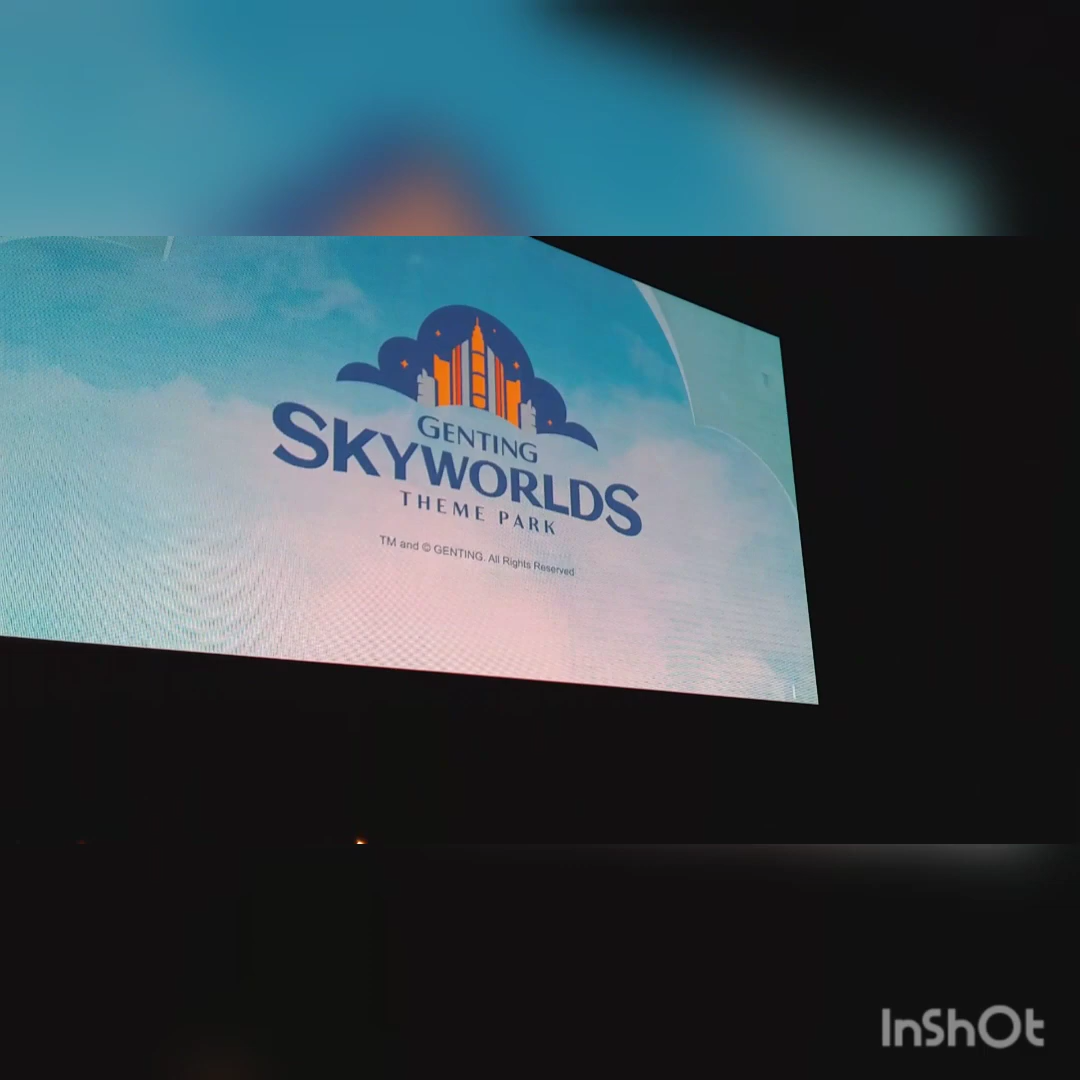 GENTING
SKYWORLDS
THEME PARK
TM and © GENTING. All Rights Reserved
InShOt